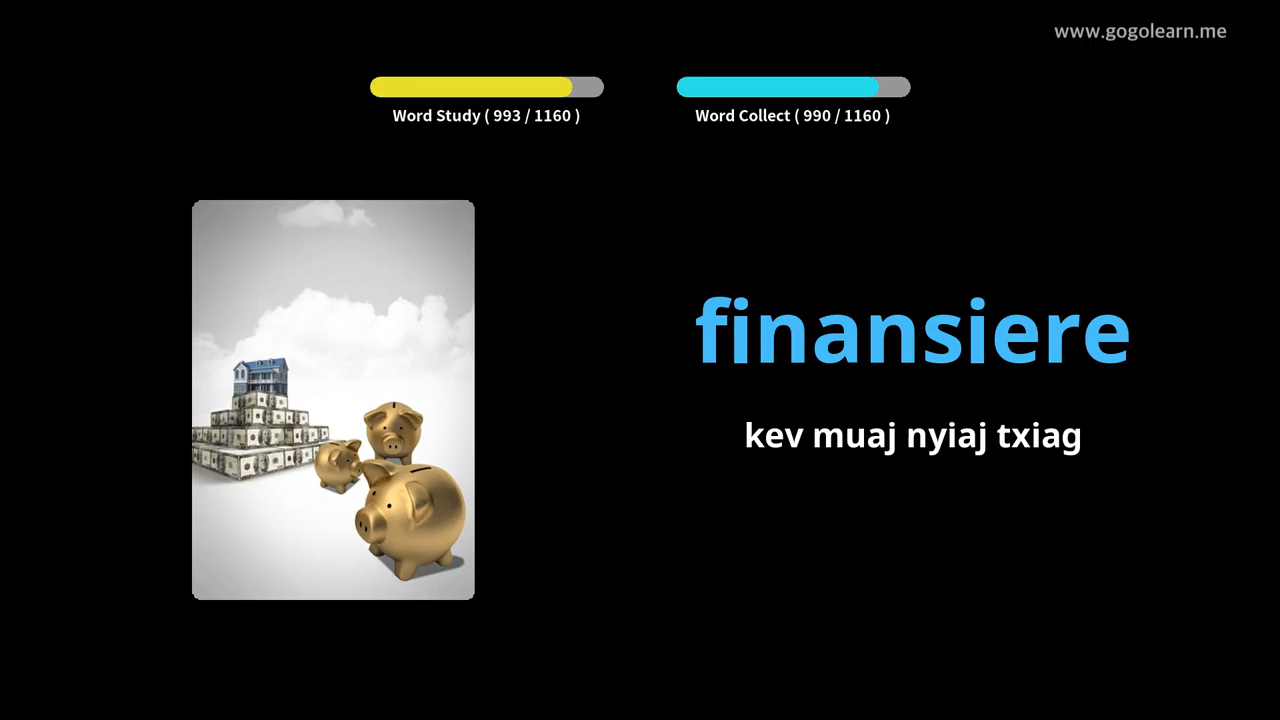 www.gogolearn.me
Word Study ( 993 / 1160 )
Word Collect ( 990 / 1160 )
finansiere
kev muaj nyiaj txiag